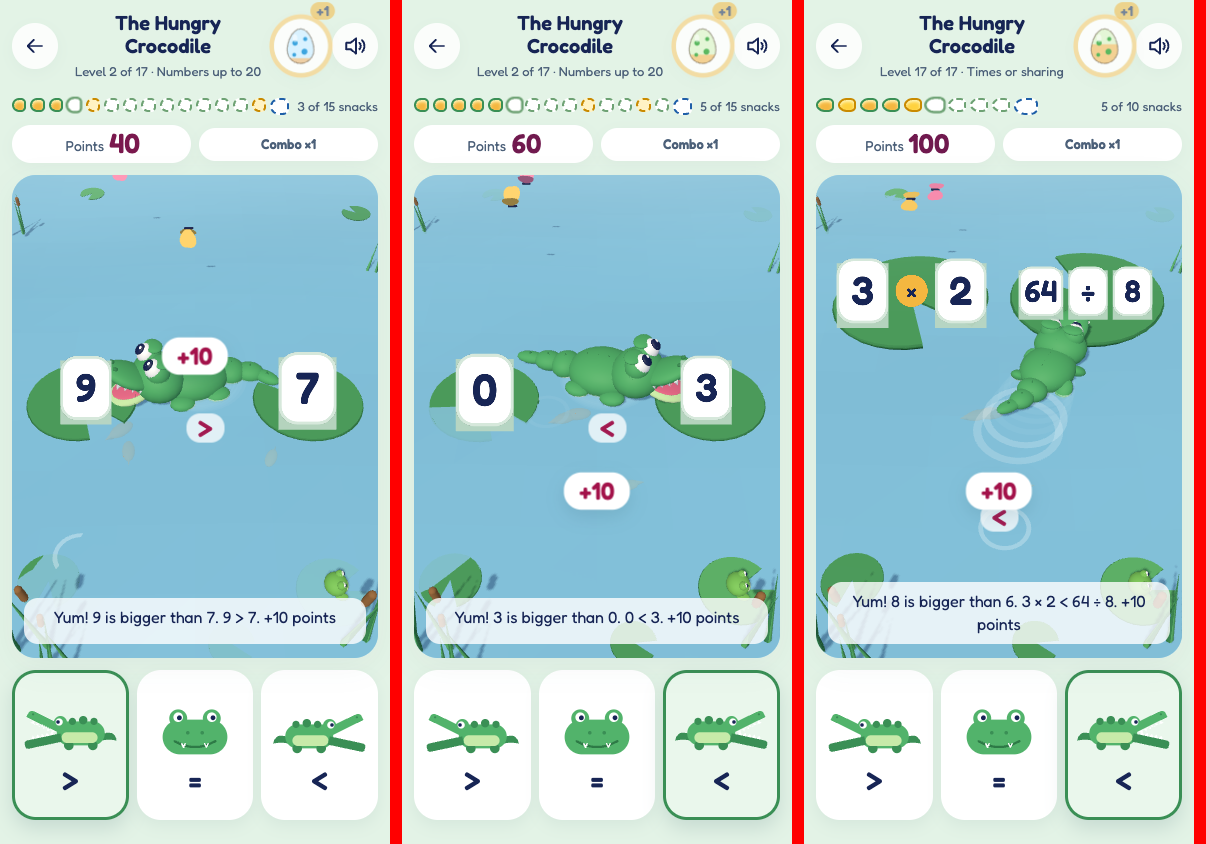 +1
The Hungry
Crocodile
Level 2 of 17 · Numbers up to 20
3 of 15 snacks
Points 40
Combo ×1
+10
9
7
>
Yum! 9 is bigger than 7. 9 > 7. +10 points
>
=
<
+1
The Hungry
Crocodile
Level 2 of 17 · Numbers up to 20
5 of 15 snacks
Points 60
Combo ×1
0
3
<
+10
Yum! 3 is bigger than 0. 0 < 3. +10 points
>
=
<
+1
The Hungry
Crocodile
Level 17 of 17 · Times or sharing
5 of 10 snacks
Points 100
Combo ×1
3 × 2
64 ÷ 8
+10
<
Yum! 8 is bigger than 6. 3 × 2 < 64 ÷ 8. +10
points
>
=
<